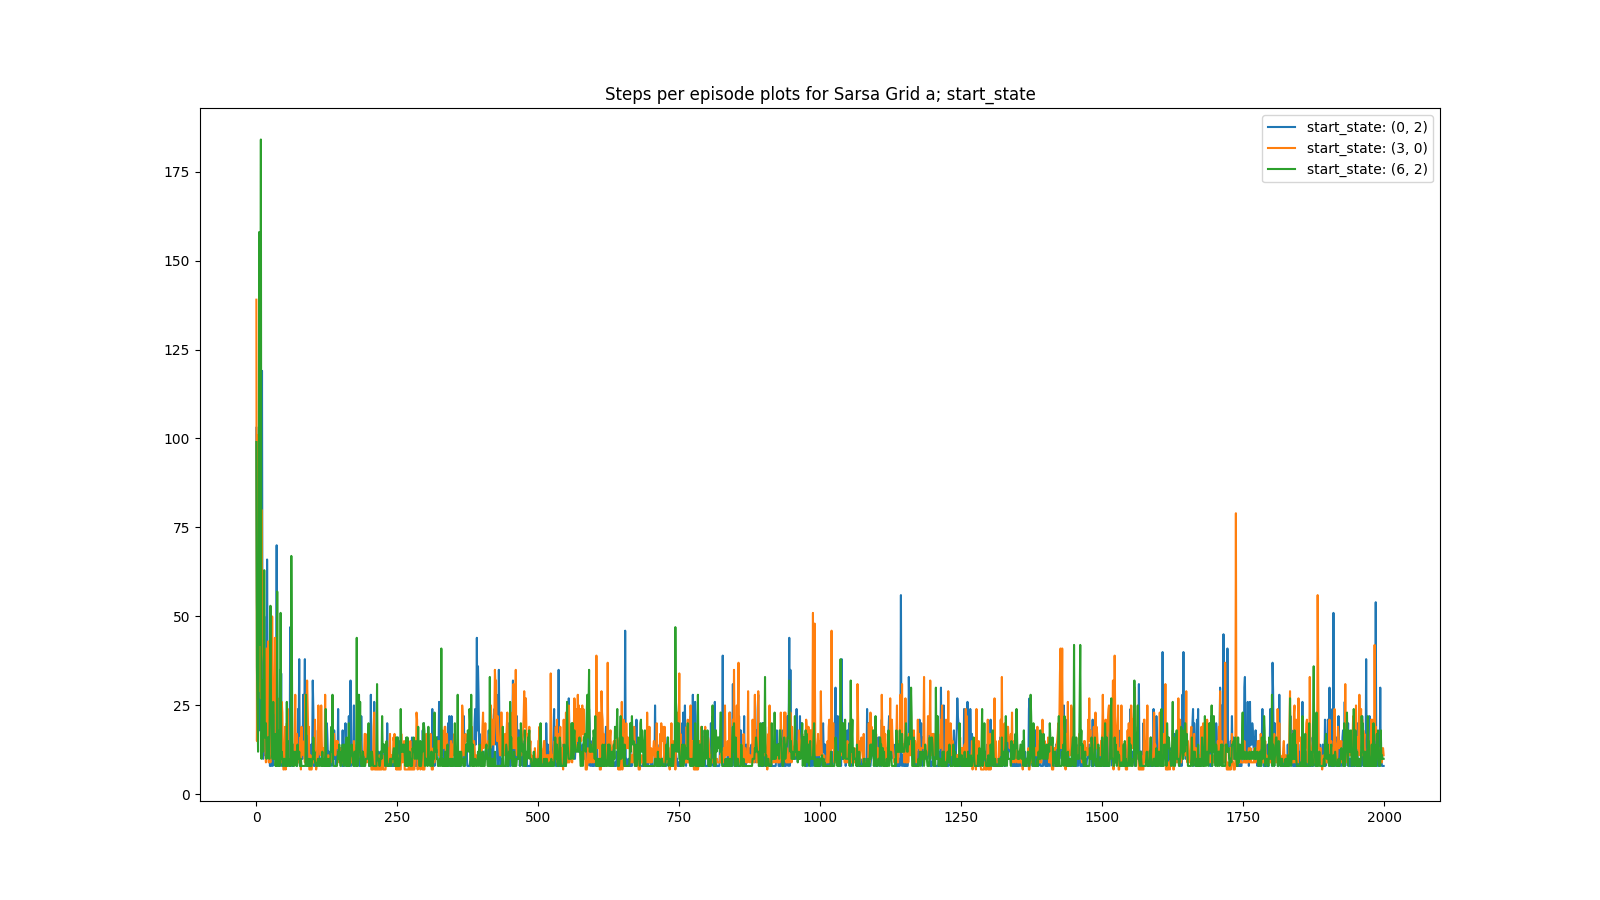 Steps per episode plots for Sarsa Grid a; start_state
start_state: (0, 2)
start_state: (3, 0)
start_state: (6, 2)
175
150
125
100
75
50
25
0
0 250 500 750 1000 1250 1500 1750 2000